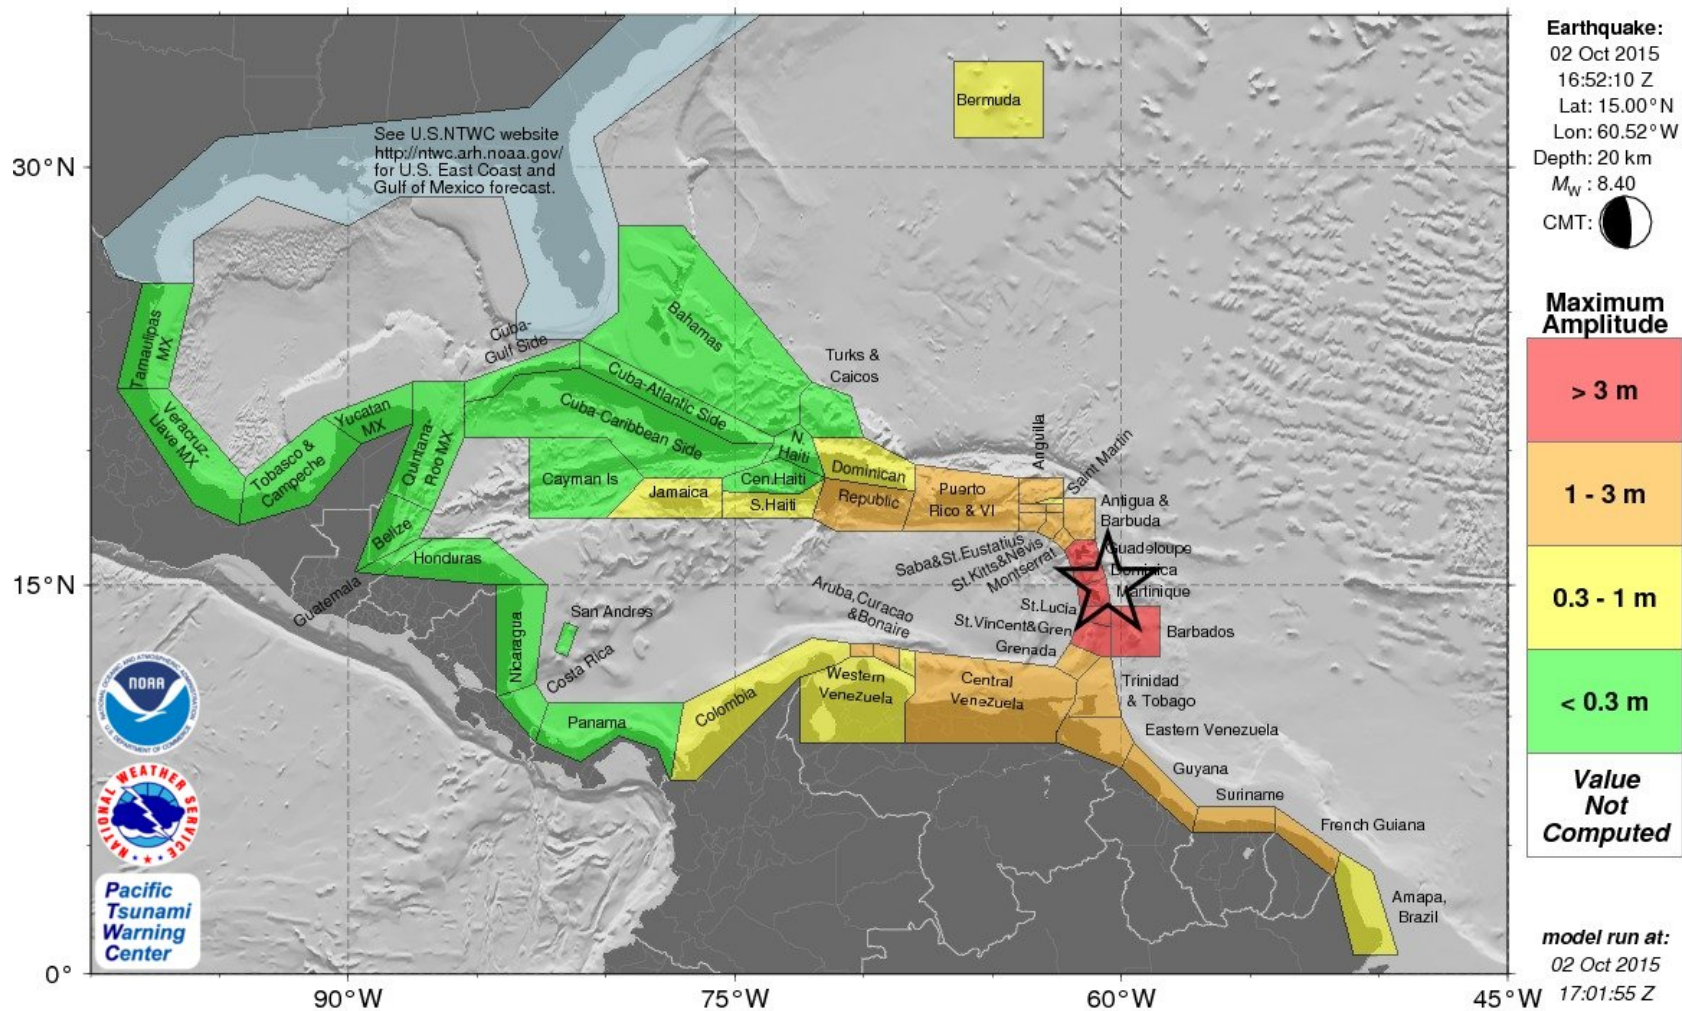 Earthquake:
02 Oct 2015
16:52:10 Z
Lat: 15.00°N
Lon: 60.52°W
Depth: 20 km
MW : 8.40
CMT:
Maximum
Amplitude
> 3 m
1 - 3 m
0.3 - 1 m
< 0.3 m
Value
Not
Computed
model run at:
02 Oct 2015
17:01:55 Z
30°N
15°N
0°
90°W
75°W
60°W
45°W
See U.S.NTWC website
http://ntwc.arh.noaa.gov/
for U.S. East Coast and
Gulf of Mexico forecast.
Bermuda
Bahamas
Turks &
Caicos
Cuba-
Gulf Side
Cuba-Atlantic Side
Cuba-Caribbean Side
Tamaulipas
MX
Veracruz-
Llave MX
Tobasco &
Campeche
Yucatan
MX
Quintana-
Roo MX
Belize
Honduras
Guatemala
Nicaragua
San Andres
Costa Rica
Panama
Colombia
Cayman Is
Jamaica
N.
Haiti
Cen.Haiti
S.Haiti
Dominican
Republic
Puerto
Rico & VI
Anguilla
Saint Martin
Antigua &
Barbuda
Saba&St.Eustatius
St.Kitts&Nevis
Montserrat
Guadeloupe
Dominica
Martinique
St.Lucia
St.Vincent&Gren
Barbados
Grenada
Aruba,Curacao
&Bonaire
Western
Venezuela
Central
Venezuela
Trinidad
& Tobago
Eastern Venezuela
Guyana
Suriname
French Guiana
Amapa,
Brazil
NATIONAL OCEANIC AND ATMOSPHERIC ADMINISTRATION
NOAA
U.S. DEPARTMENT OF COMMERCE
NATIONAL WEATHER SERVICE
Pacific
Tsunami
Warning
Center